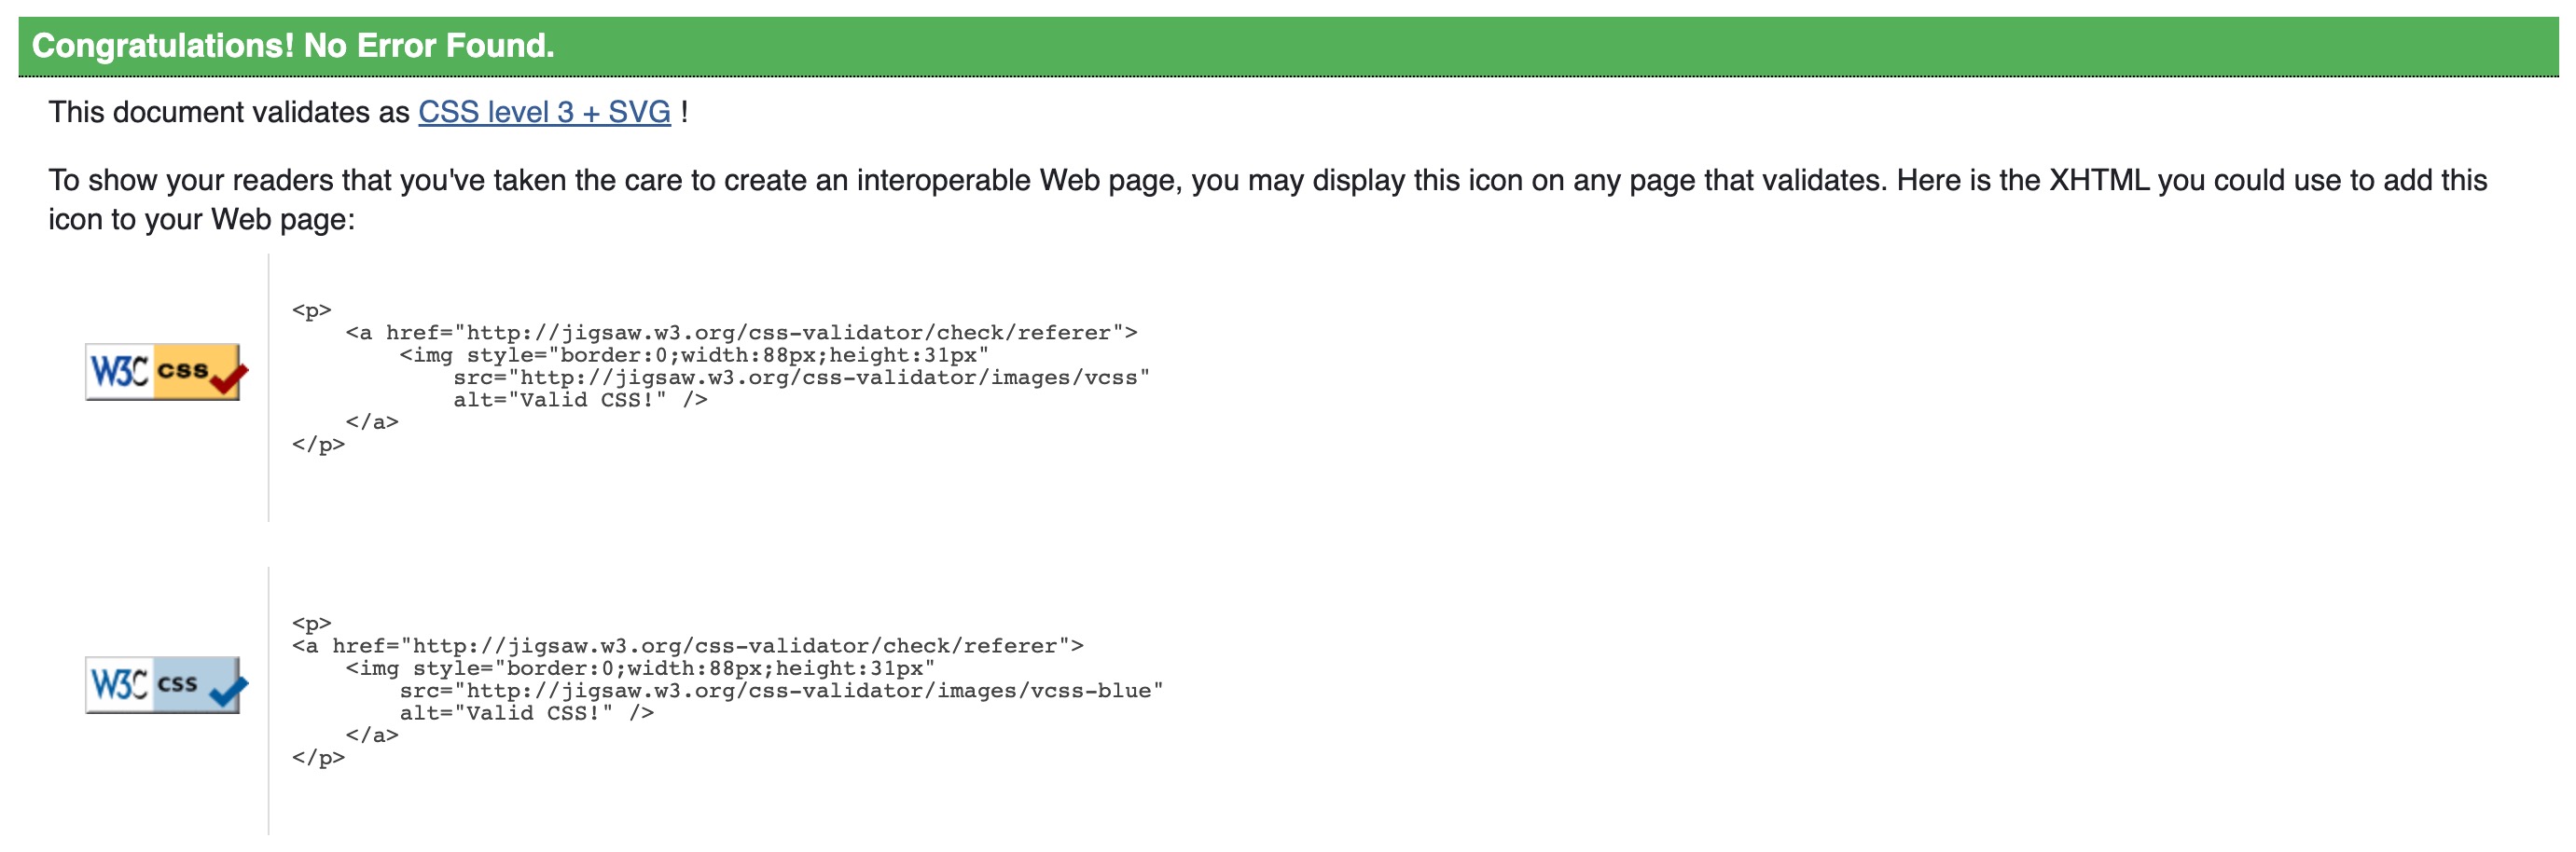 Congratulations! No Error Found.
This document validates as CSS level 3 + SVG !
To show your readers that you've taken the care to create an interoperable Web page, you may display this icon on any page that validates. Here is the XHTML you could use to add this
icon to your Web page:
W3C css
<p>
    <a href="http://jigsaw.w3.org/css-validator/check/referer">
        <img style="border:0;width:88px;height:31px"
            src="http://jigsaw.w3.org/css-validator/images/vcss"
            alt="Valid CSS!" />
    </a>
</p>
W3C css
<p>
<a href="http://jigsaw.w3.org/css-validator/check/referer">
    <img style="border:0;width:88px;height:31px"
        src="http://jigsaw.w3.org/css-validator/images/vcss-blue"
        alt="Valid CSS!" />
    </a>
</p>